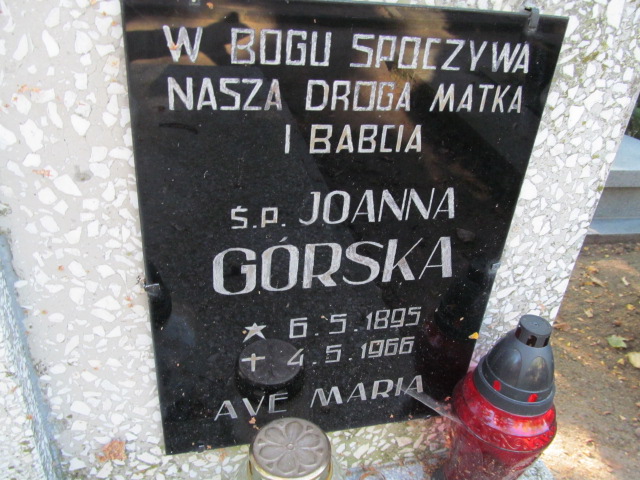 W BOGU SPOCZYWA
NASZA DROGA MATKA
I BABCIA
Ś.P. JOANNA
GÓRSKA
★ 6.5.1895
+ 4.5.1966
AVE MARIA